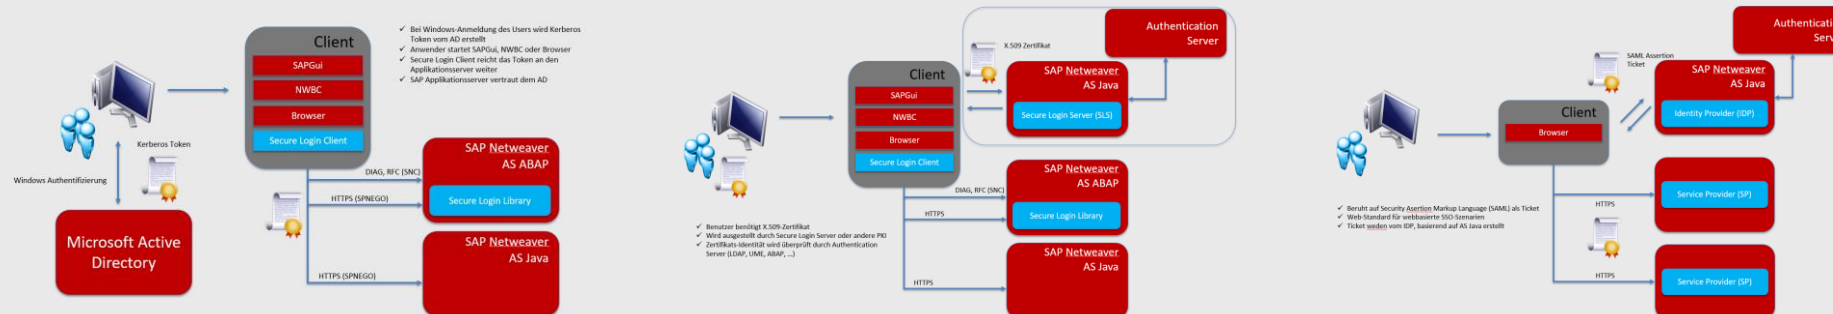 Client
SAPGui
NWBC
Browser
Secure Login Client
✓ Bei Windows-Anmeldung des Users wird Kerberos
Token vom AD erstellt
✓ Anwender startet SAPGui, NWBC oder Browser
✓ Secure Login Client reicht das Token an den
Applikationsserver weiter
✓ SAP Applikationsserver vertraut dem AD
Kerberos Token
Windows Authentifizierung
Microsoft Active
Directory
DIAG, RFC (SNC)
HTTPS (SPNEGO)
SAP Netweaver
AS ABAP
Secure Login Library
HTTPS (SPNEGO)
SAP Netweaver
AS Java
Client
SAPGui
NWBC
Browser
Secure Login Client
X.509 Zertifikat
Authentication
Server
SAP Netweaver
AS Java
Secure Login Server (SLS)
DIAG, RFC (SNC)
HTTPS
SAP Netweaver
AS ABAP
Secure Login Library
✓ Benutzer benötigt X.509-Zertifikat
✓ Wird ausgestellt durch Secure Login Server oder andere PKI
✓ Zertifikats-Identität wird überprüft durch Authentication
Server (LDAP, UME, ABAP, ...)
HTTPS
SAP Netweaver
AS Java
Client
Browser
SAML Assertion
Ticket
Authenticatio
Serve
SAP Netweaver
AS Java
Identity Provider (IDP)
✓ Beruht auf Security Asertion Markup Language (SAML) als Ticket
✓ Web-Standard für webbasierte SSO-Szenarien
✓ Ticket weden vom IDP, basierend auf AS Java erstellt
HTTPS
Service Provider (SP)
HTTPS
Service Provider (SP)